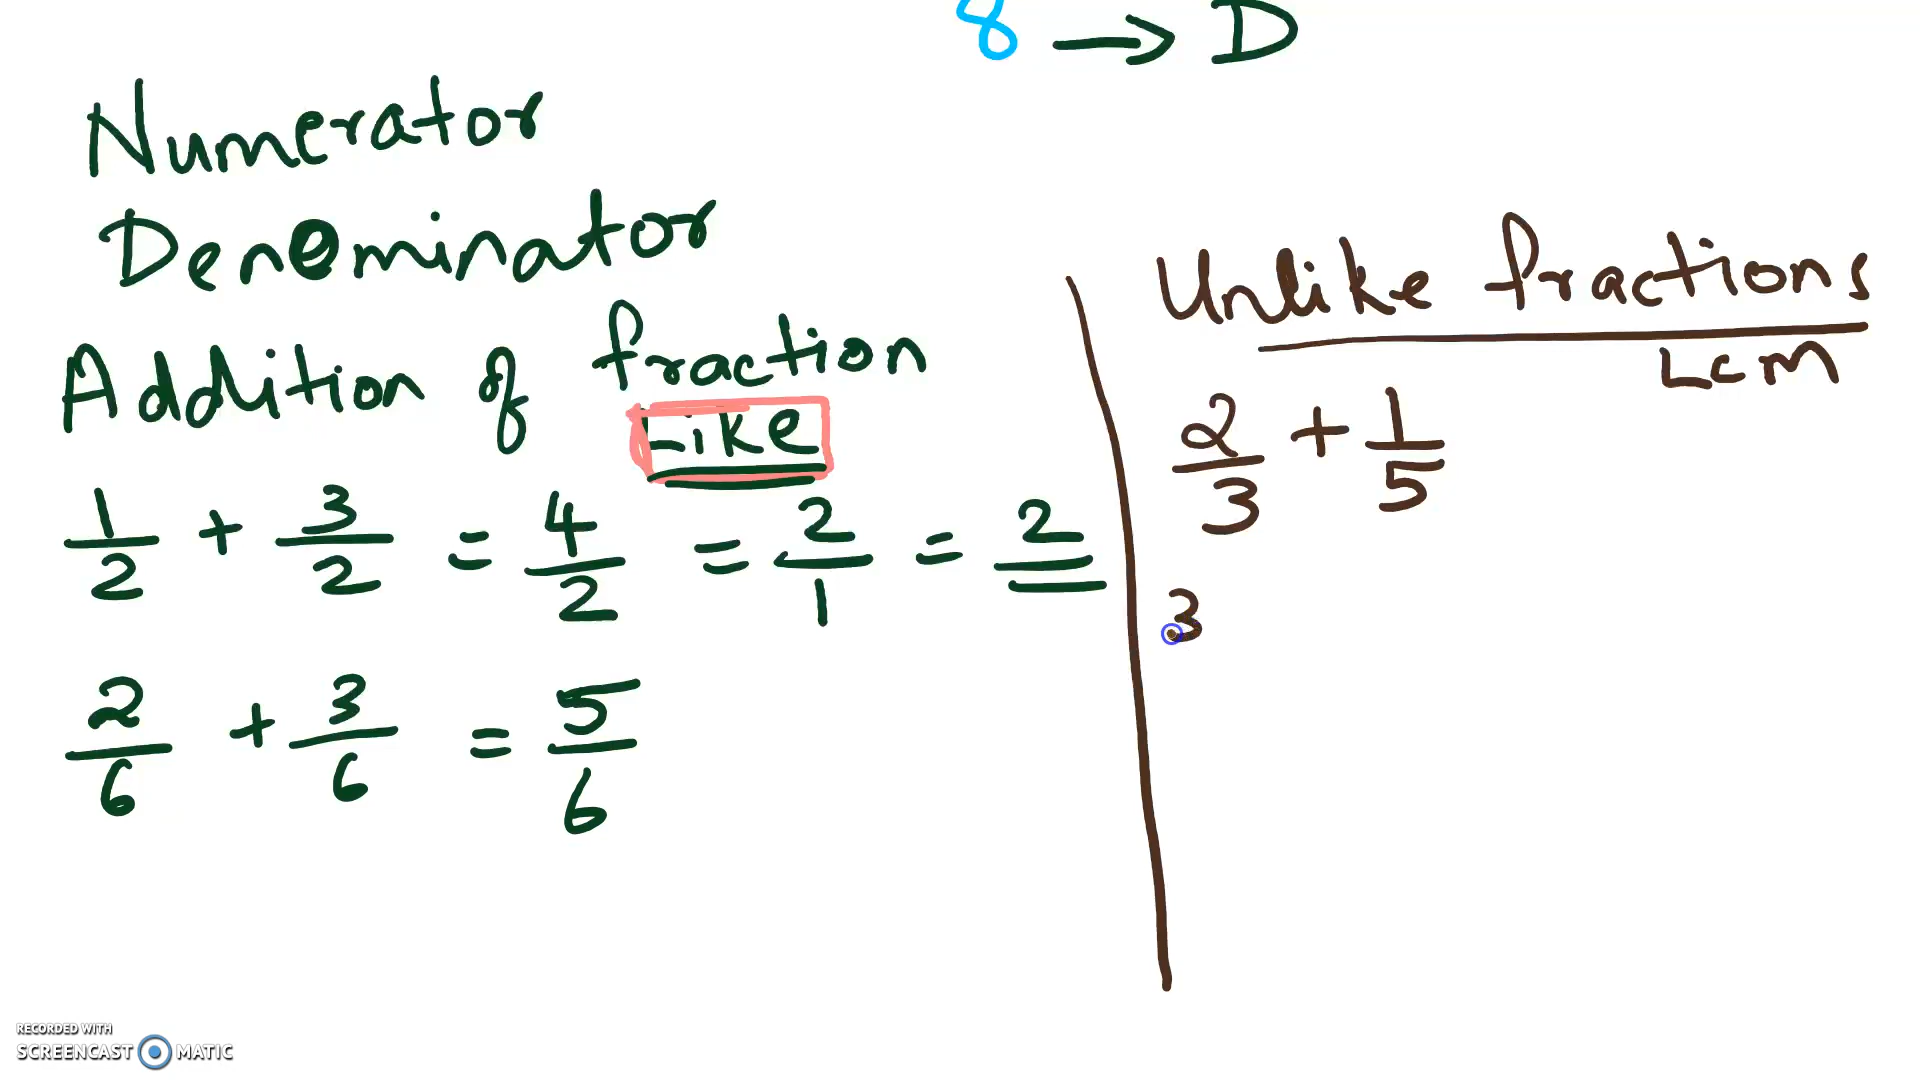 8 → D
Numerator
Denominator
Addition of fraction
Like
1/2 + 3/2 = 4/2 = 2/1 = 2
2/6 + 3/6 = 5/6
Unlike fractions
LCM
2/3 + 1/5
3
RECORDED WITH
SCREENCAST MATIC